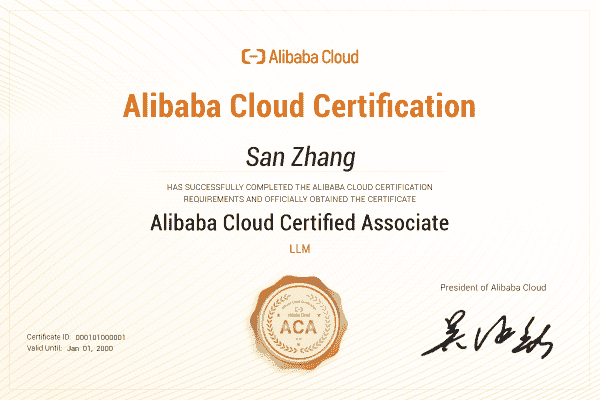 Alibaba Cloud
Alibaba Cloud Certification
San Zhang
HAS SUCCESSFULLY COMPLETED THE ALIBABA CLOUD CERTIFICATION
REQUIREMENTS AND OFFICIALLY OBTAINED THE CERTIFICATE
Alibaba Cloud Certified Associate
LLM
Alibaba Cloud
ACA
President of Alibaba Cloud
Certificate ID: 000101000001
Valid Until: Jan 01, 2000